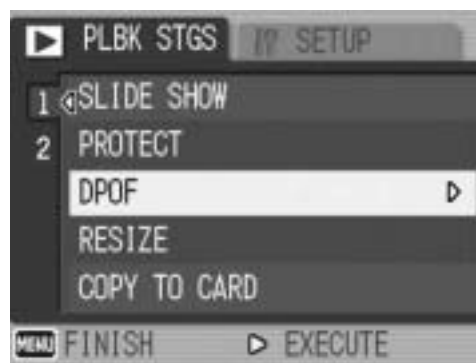 PLBK STGS SETUP
1 SLIDE SHOW
2 PROTECT
DPOF
RESIZE
COPY TO CARD
MENU FINISH EXECUTE